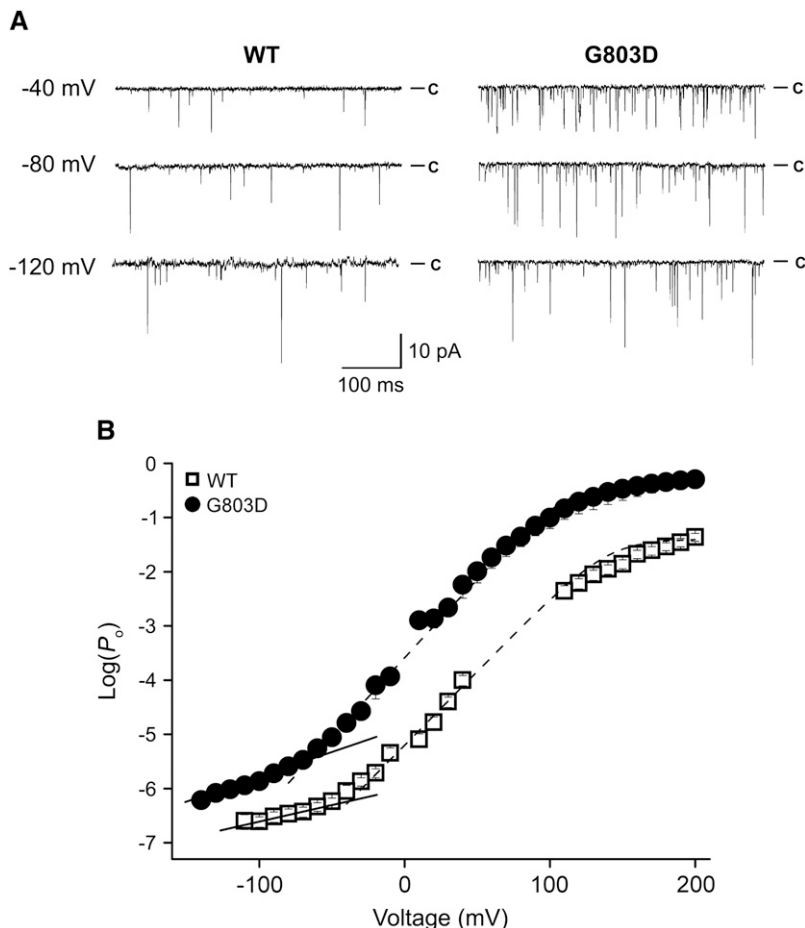 A
WT G803D
-40 mV c c
-80 mV c c
-120 mV c c
10 pA
100 ms
B
WT
G803D
0
-1
-2
-3
-4
-5
-6
-7
Log(Pₒ)
-100 0 100 200
Voltage (mV)